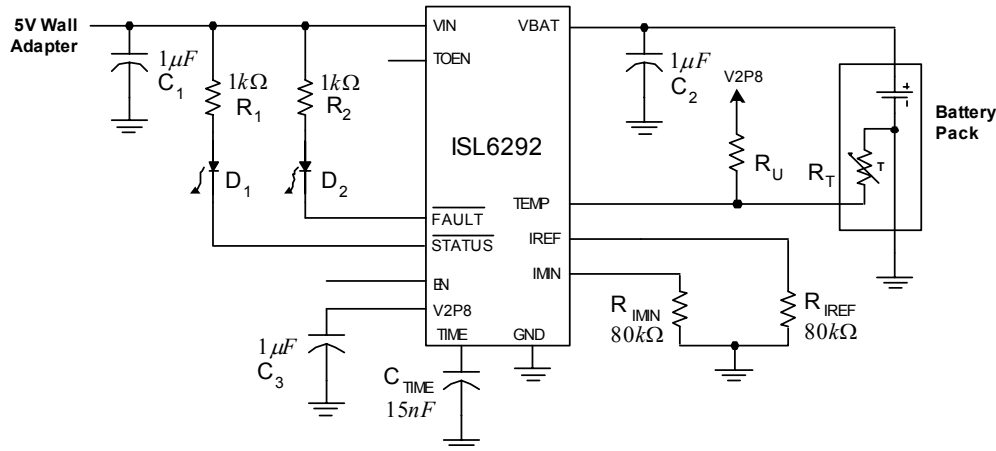 5V Wall
Adapter
1µF
C1
1kΩ
R1
1kΩ
R2
D1
D2
VIN
TOEN
ISL6292
FAULT
STATUS
EN
V2P8
TIME
GND
VBAT
TEMP
IREF
IMIN
1µF
C2
V2P8
RU
RT
T
+
Battery
Pack
RIMIN
80kΩ
RIREF
80kΩ
1µF
C3
CTIME
15nF